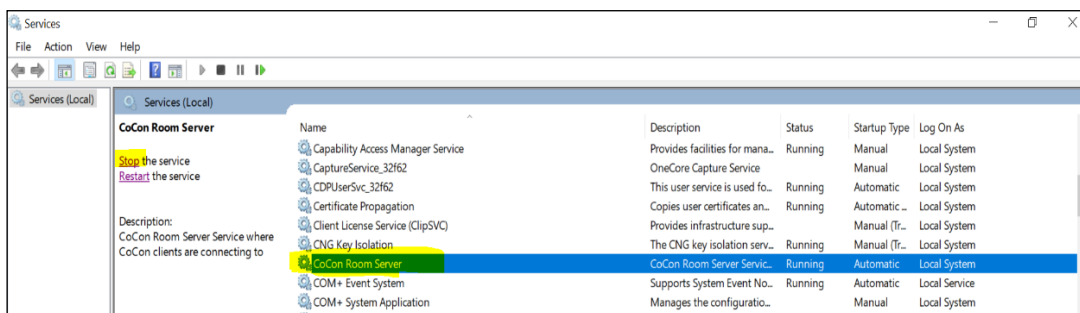 Services
File Action View Help
Services (Local)
Services (Local)
CoCon Room Server
Stop the service
Restart the service
Description:
CoCon Room Server Service where
CoCon clients are connecting to
Name Description Status Startup Type Log On As
Capability Access Manager Service Provides facilities for mana... Running Manual Local System
CaptureService_32f62 OneCore Capture Service Manual Local System
CDPUserSvc_32f62 This user service is used fo... Running Automatic Local System
Certificate Propagation Copies user certificates an... Running Automatic ... Local System
Client License Service (ClipSVC) Provides infrastructure sup... Manual (Tr... Local System
CNG Key Isolation The CNG key isolation serv... Running Manual (Tr... Local System
CoCon Room Server CoCon Room Server Servic... Running Automatic Local System
COM+ Event System Supports System Event No... Running Automatic Local Service
COM+ System Application Manages the configuratio... Manual Local System